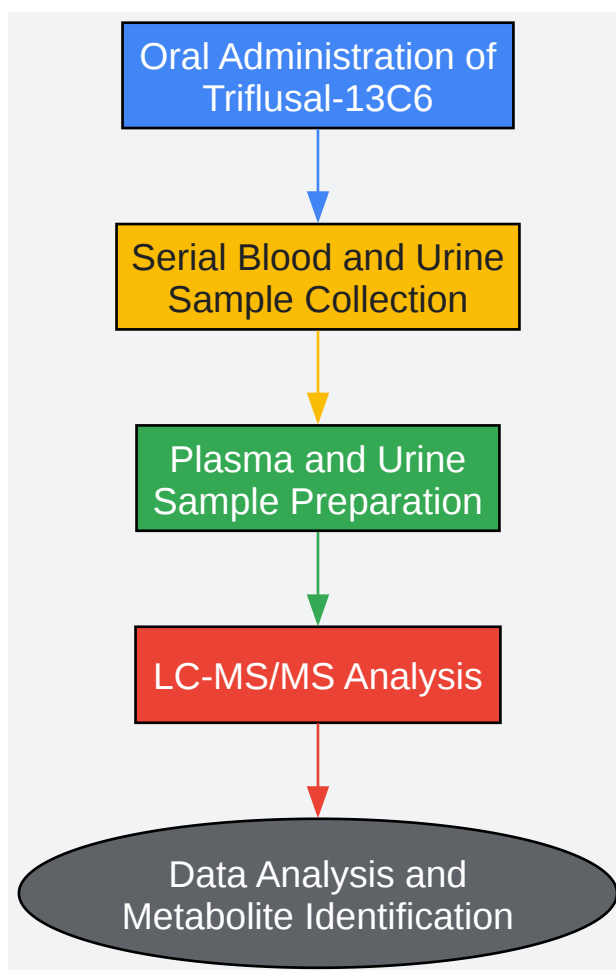 Oral Administration of
Triflusal-13C6
Serial Blood and Urine
Sample Collection
Plasma and Urine
Sample Preparation
LC-MS/MS Analysis
Data Analysis and
Metabolite Identification